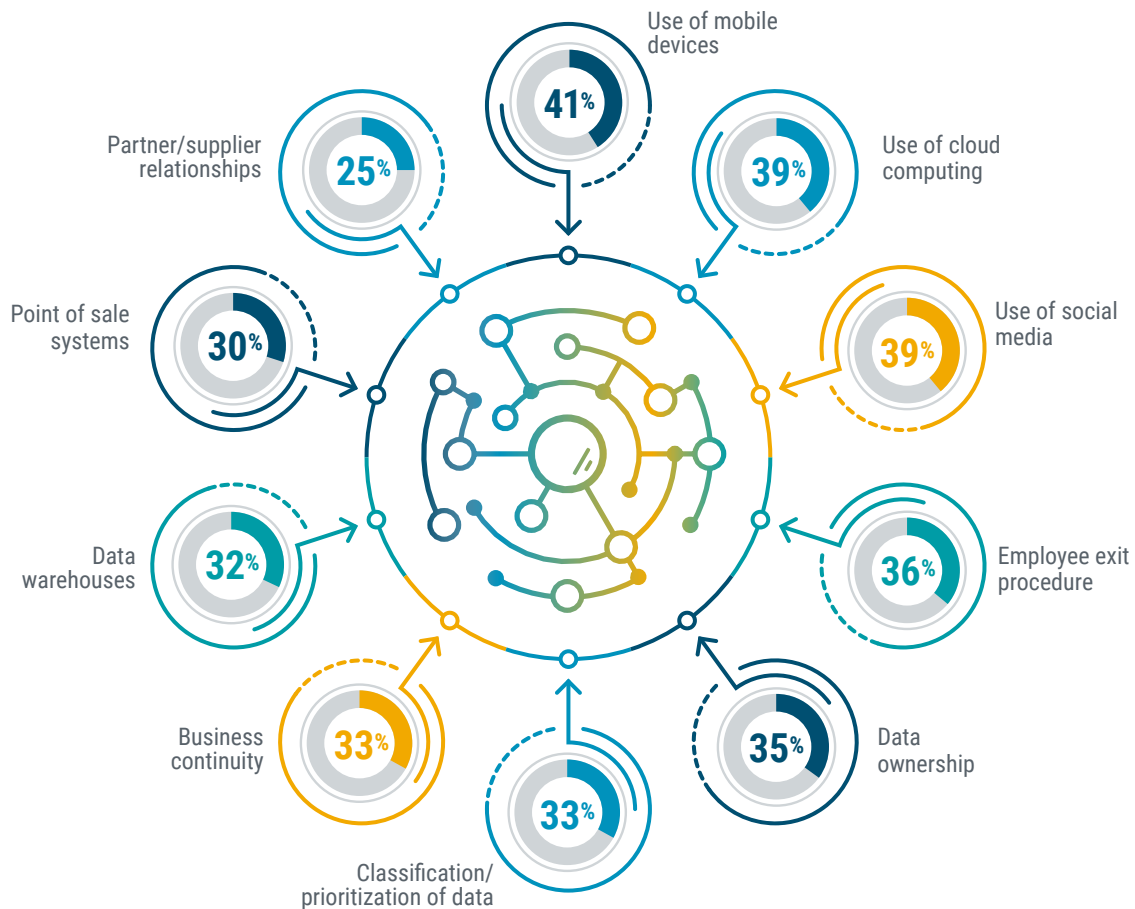 Use of mobile
devices
41%
Use of cloud
computing
39%
Use of social
media
39%
Employee exit
procedure
36%
Data
ownership
35%
Classification/
prioritization of data
33%
Business
continuity
33%
Data
warehouses
32%
Point of sale
systems
30%
Partner/supplier
relationships
25%